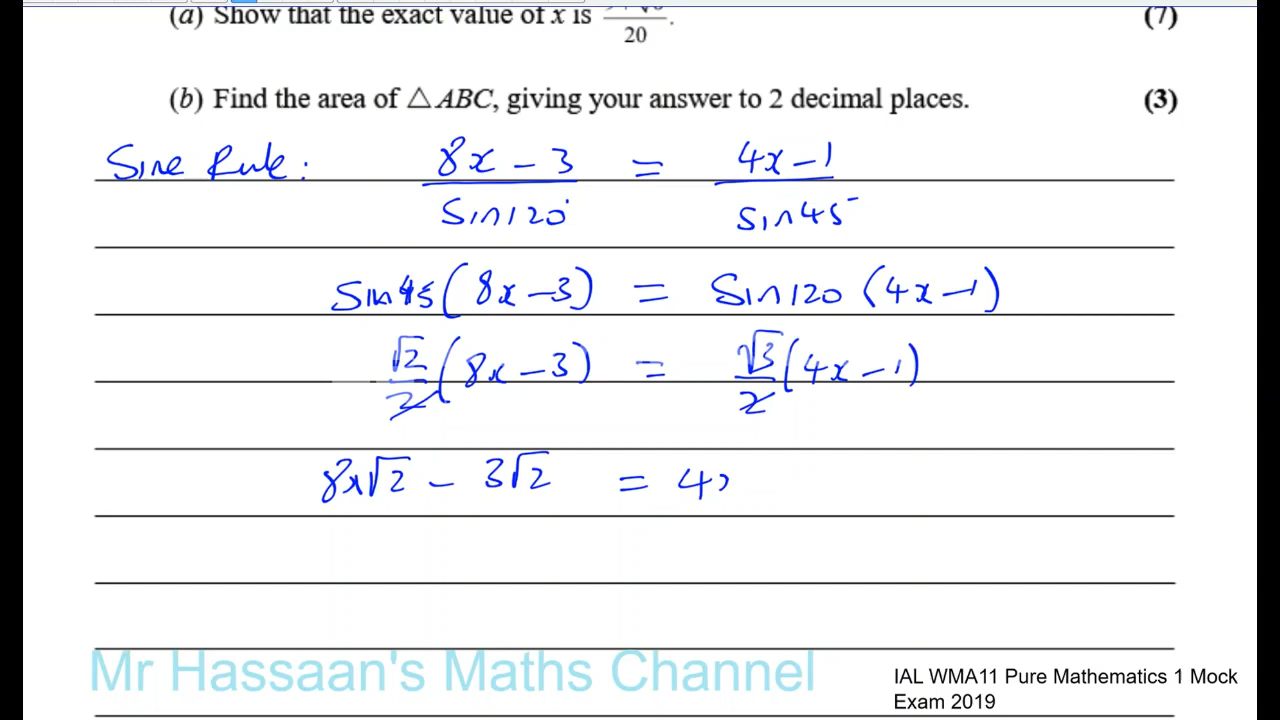 (a) Show that the exact value of x is 20.
(7)
(b) Find the area of △ABC, giving your answer to 2 decimal places.
(3)
Sine Rule: (8x − 3)/(sin120°) = (4x − 1)/(sin45°)
sin45(8x − 3) = sin120(4x − 1)
√2/2(8x − 3) = √3/2(4x − 1)
8x√2 − 3√2 = 4
Mr Hassaan's Maths Channel
IAL WMA11 Pure Mathematics 1 Mock
Exam 2019